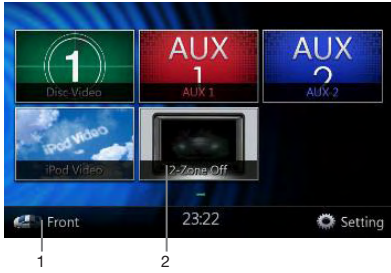 1
Disc-Video
AUX
1
AUX 1
AUX
2
AUX-2
iPod Video
iPod Video
2-Zone Off
Front
23:22
Setting
1
2